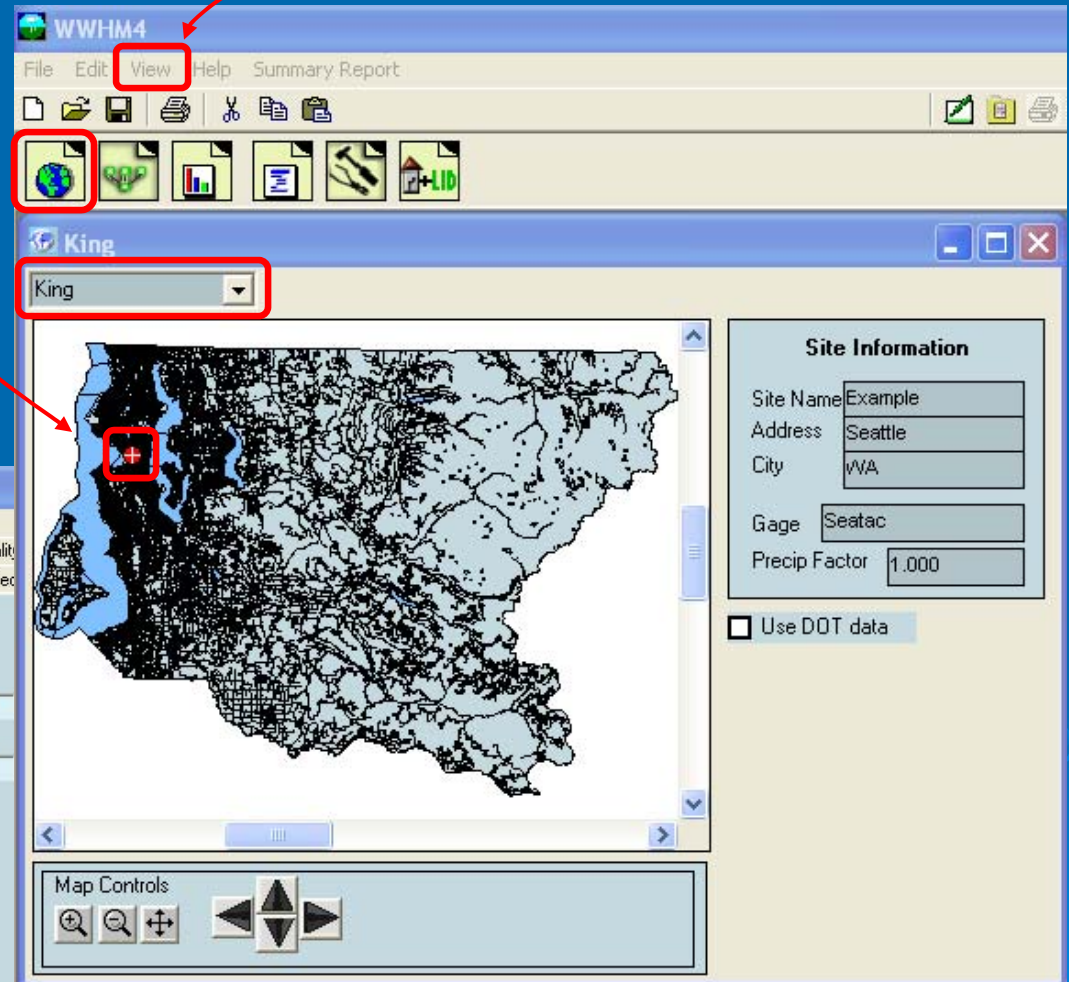 WWHM4
File Edit View Help Summary Report
+LID
King
King
Site Information
Site Name Example
Address Seattle
City WA
Gage Seatac
Precip Factor 1.000
Use DOT data
Map Controls